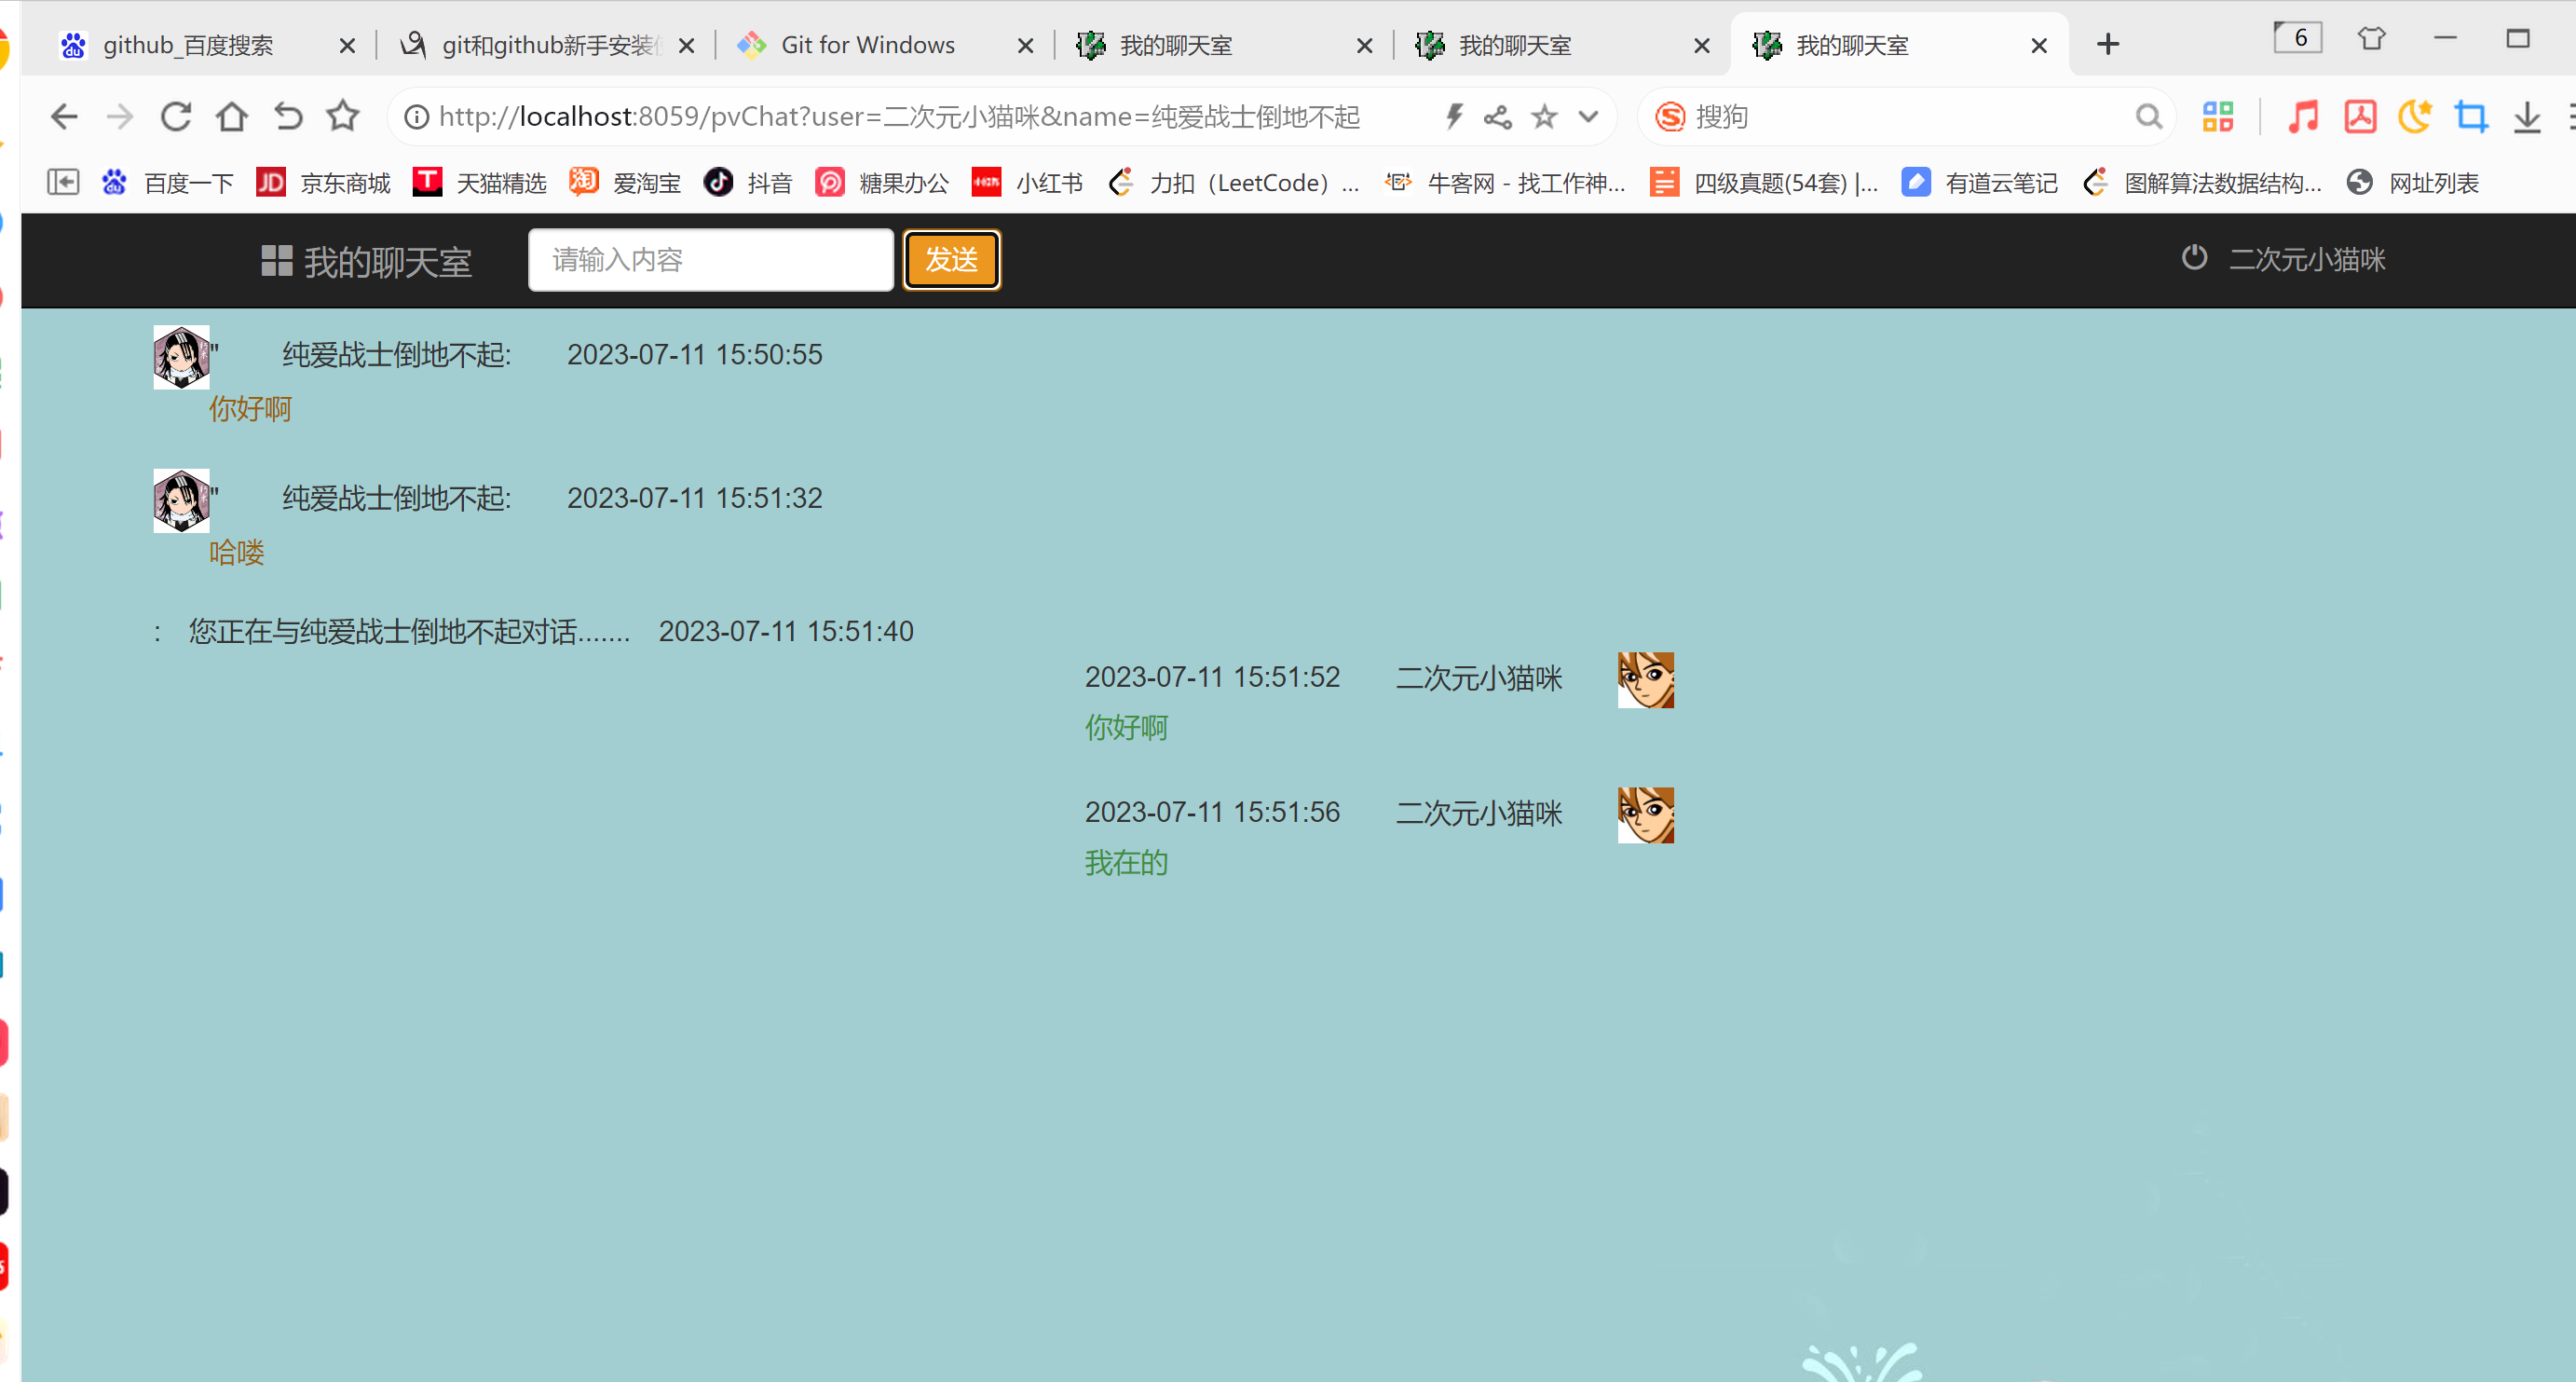 github_百度搜索 git和github新手安装 Git for Windows 我的聊天室 我的聊天室 我的聊天室 6
http://localhost:8059/pvChat?user=二次元小猫咪&name=纯爱战士倒地不起 搜狗
百度一下 JD 京东商城 T 天猫精选 淘 爱淘宝 抖音 糖果办公 小红书 小红书 力扣（LeetCode）... 牛客网 - 找工作神... 四级真题(54套) |... 有道云笔记 图解算法数据结构... 网址列表
我的聊天室 请输入内容 发送 二次元小猫咪
" 纯爱战士倒地不起: 2023-07-11 15:50:55
你好啊
" 纯爱战士倒地不起: 2023-07-11 15:51:32
哈喽
: 您正在与纯爱战士倒地不起对话....... 2023-07-11 15:51:40
2023-07-11 15:51:52 二次元小猫咪
你好啊
2023-07-11 15:51:56 二次元小猫咪
我在的